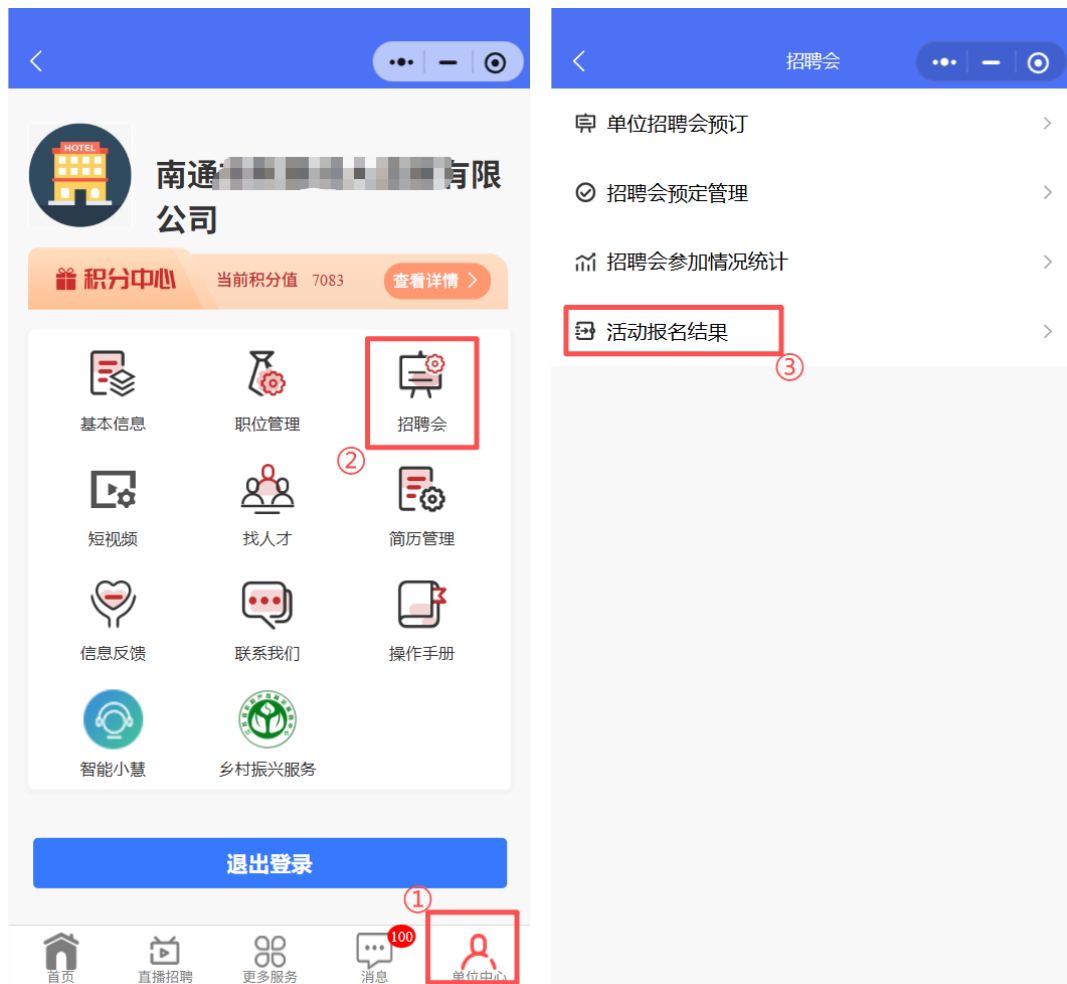 HOTEL
南通
有限
公司
积分中心 当前积分值 7083 查看详情
基本信息 职位管理 招聘会
②
短视频 找人才 简历管理
信息反馈 联系我们 操作手册
智能小慧 乡村振兴服务
退出登录
①
100
首页 直播招聘 更多服务 消息 单位中心
招聘会
单位招聘会预订
招聘会预定管理
招聘会参加情况统计
活动报名结果
③